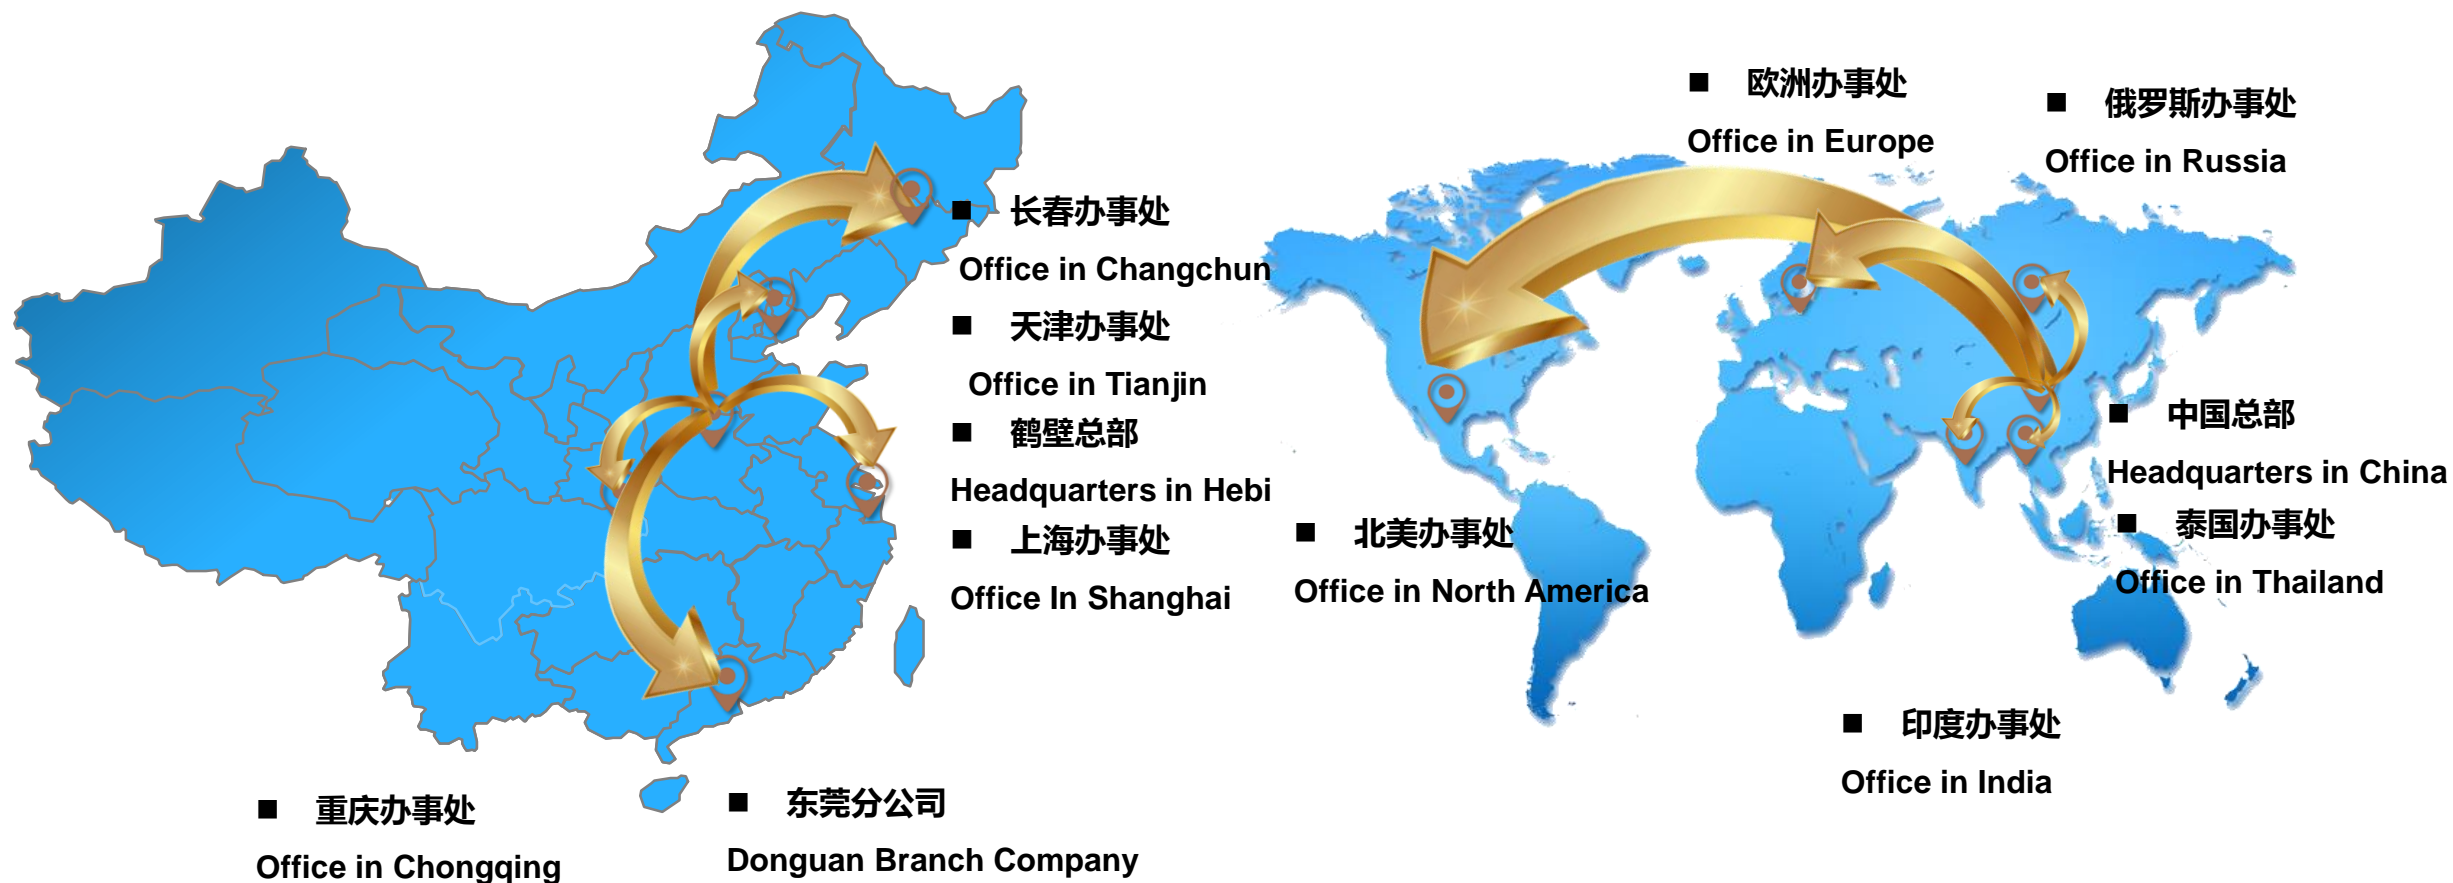 ■ 长春办事处
Office in Changchun
■ 天津办事处
Office in Tianjin
■ 鹤壁总部
Headquarters in Hebi
■ 上海办事处
Office In Shanghai
■ 重庆办事处
Office in Chongqing
■ 东莞分公司
Donguan Branch Company
■ 欧洲办事处
Office in Europe
■ 俄罗斯办事处
Office in Russia
■ 中国总部
Headquarters in China
■ 泰国办事处
Office in Thailand
■ 北美办事处
Office in North America
■ 印度办事处
Office in India